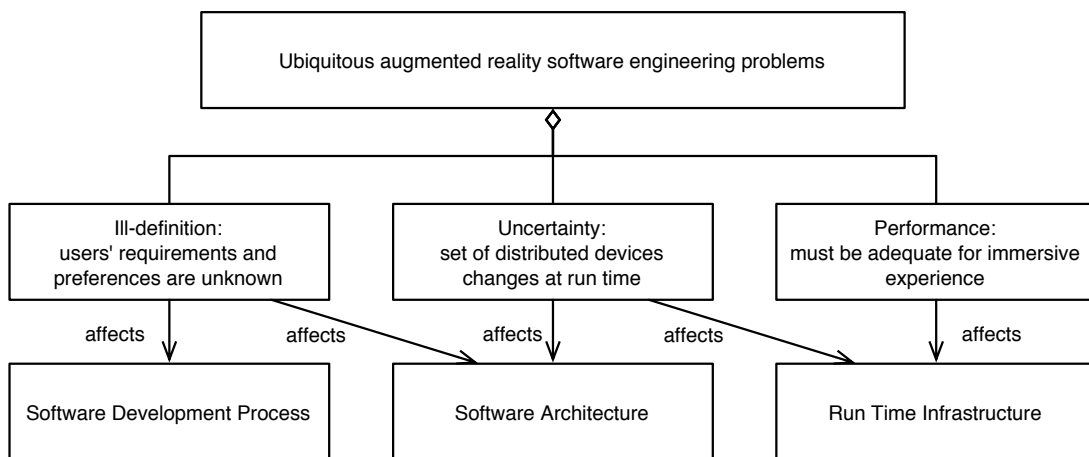 Ubiquitous augmented reality software engineering problems
Ill-definition:
users' requirements and
preferences are unknown
Uncertainty:
set of distributed devices
changes at run time
Performance:
must be adequate for immersive
experience
affects
affects
affects
affects
affects
Software Development Process
Software Architecture
Run Time Infrastructure